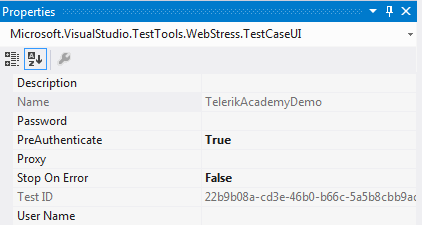 Properties
Microsoft.VisualStudio.TestTools.WebStress.TestCaseUI
Description
Name TelerikAcademyDemo
Password
PreAuthenticate True
Proxy
Stop On Error False
Test ID 22b9b08a-cd3e-46b0-b66c-5a5b8cbb9ac
User Name